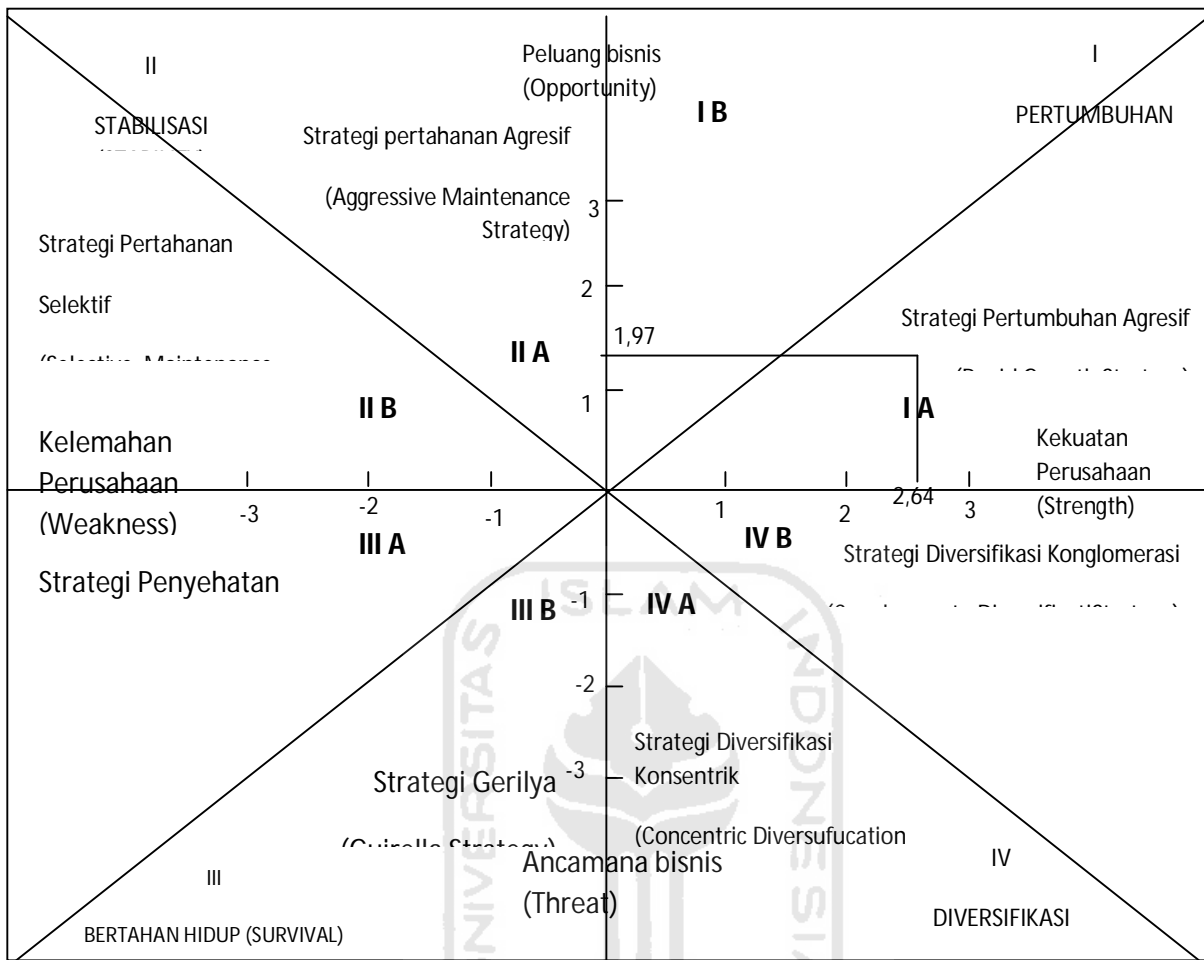 II
Peluang bisnis
(Opportunity)
I
I B
STABILISASI
PERTUMBUHAN
Strategi pertahanan Agresif
(Aggressive Maintenance
Strategy)
3
Strategi Pertahanan
Selektif
2
Strategi Pertumbuhan Agresif
1,97
II A
1
II B
I A
Kelemahan
Perusahaan
(Weakness)
Kekuatan
Perusahaan
(Strength)
-3
-2
-1
1
2
2,64
3
III A
IV B
Strategi Diversifikasi Konglomerasi
Strategi Penyehatan
III B
-1
IV A
ISLAM
UNIVERSITAS
INDONESIA
-2
Strategi Diversifikasi
Konsentrik
-3
Strategi Gerilya
(Concentric Diversufucation
Ancamana bisnis
(Threat)
III
IV
BERTAHAN HIDUP (SURVIVAL)
DIVERSIFIKASI